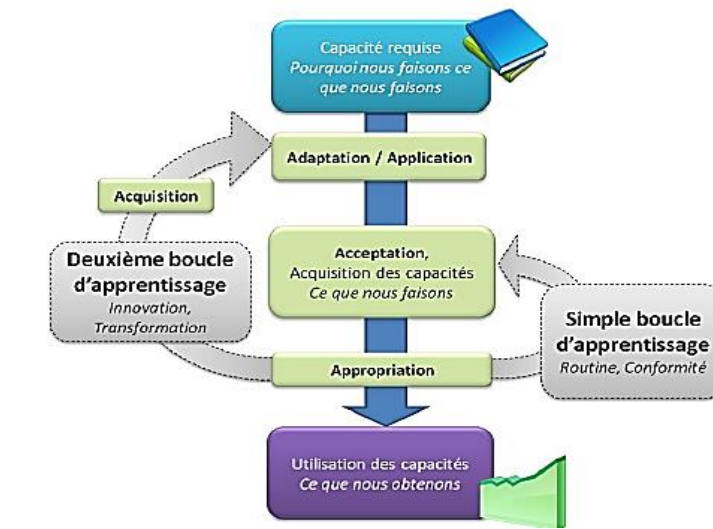 Capacité requise
Pourquoi nous faisons ce
que nous faisons
Adaptation / Application
Acquisition
Deuxième boucle
d'apprentissage
Innovation,
Transformation
Acceptation,
Acquisition des capacités
Ce que nous faisons
Simple boucle
d'apprentissage
Routine, Conformité
Appropriation
Utilisation des capacités
Ce que nous obtenons